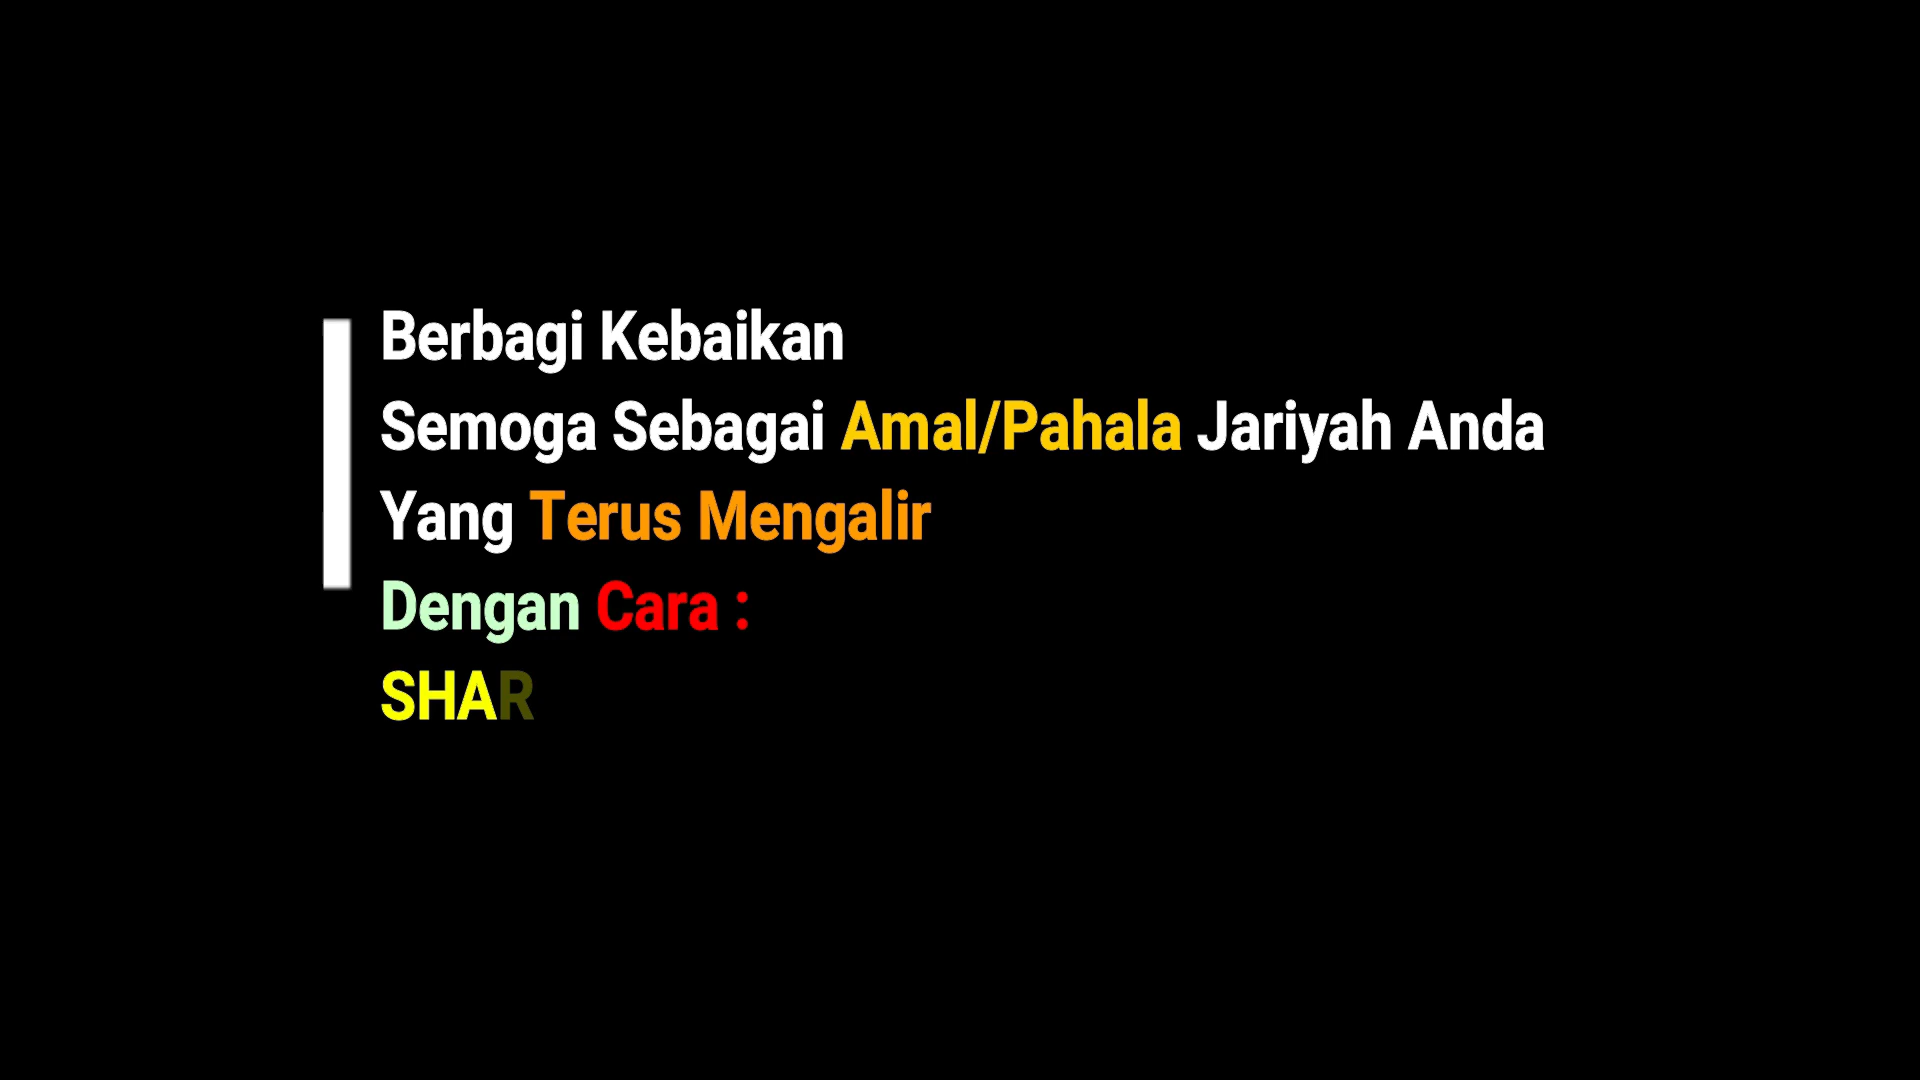 Berbagi Kebaikan
Semoga Sebagai Amal/Pahala Jariyah Anda
Yang Terus Mengalir
Dengan Cara :
SHAR